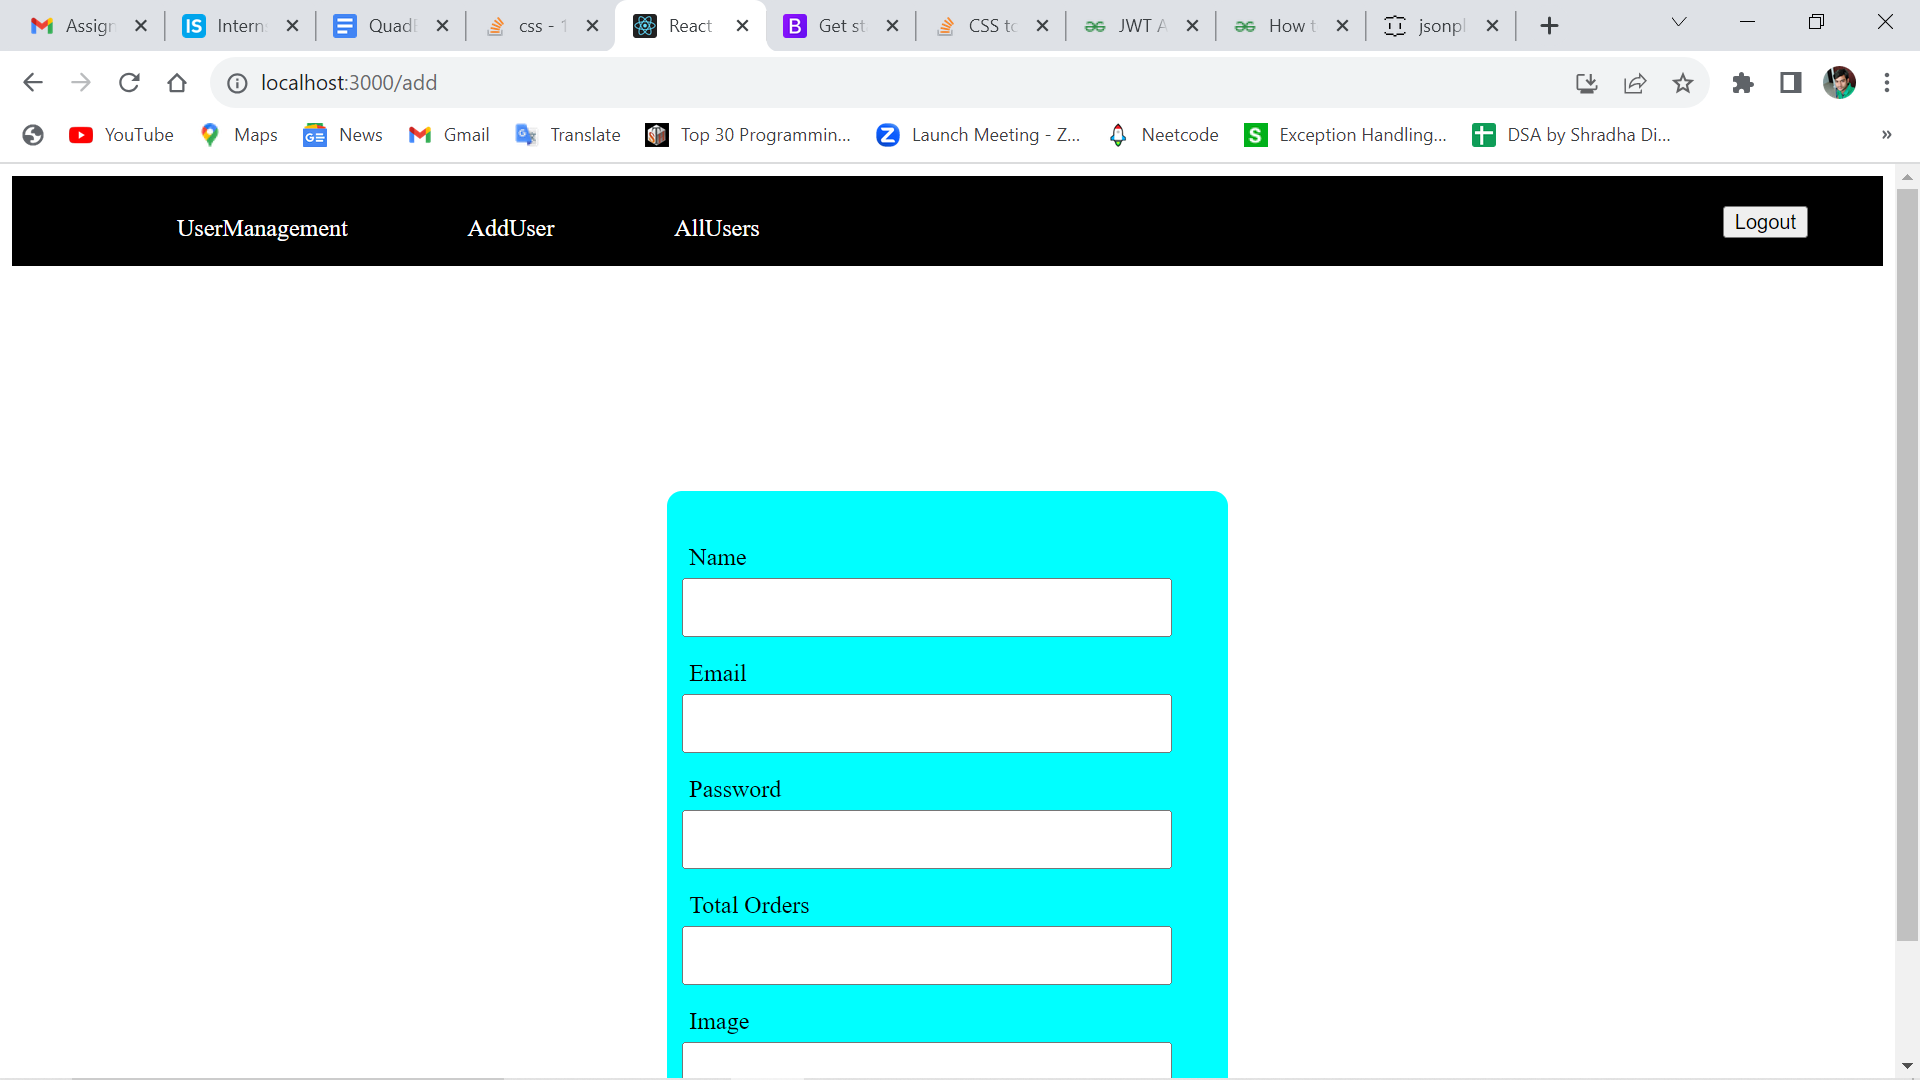 Assign
IS Intern
Quad
css - 1
React
B Get st
CSS to
JWT A
How t
jsonpl
localhost:3000/add
YouTube
Maps
GE News
Gmail
Translate
Top 30 Programmin...
Z Launch Meeting - Z...
Neetcode
S Exception Handling...
DSA by Shradha Di...
»
UserManagement
AddUser
AllUsers
Logout
Name
Email
Password
Total Orders
Image